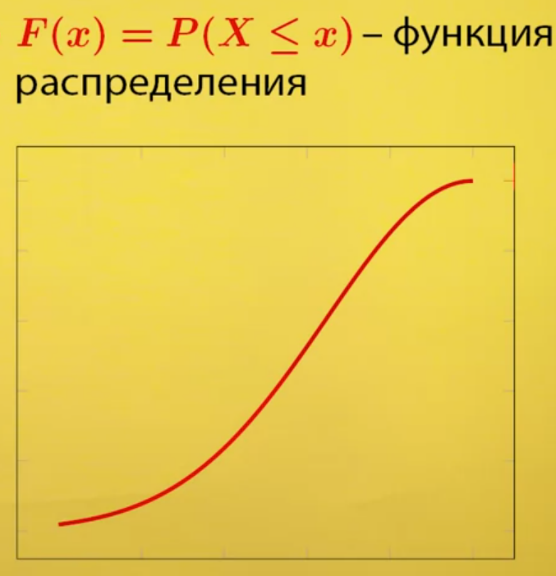 F(x) = P(X ≤ x) – функция
распределения